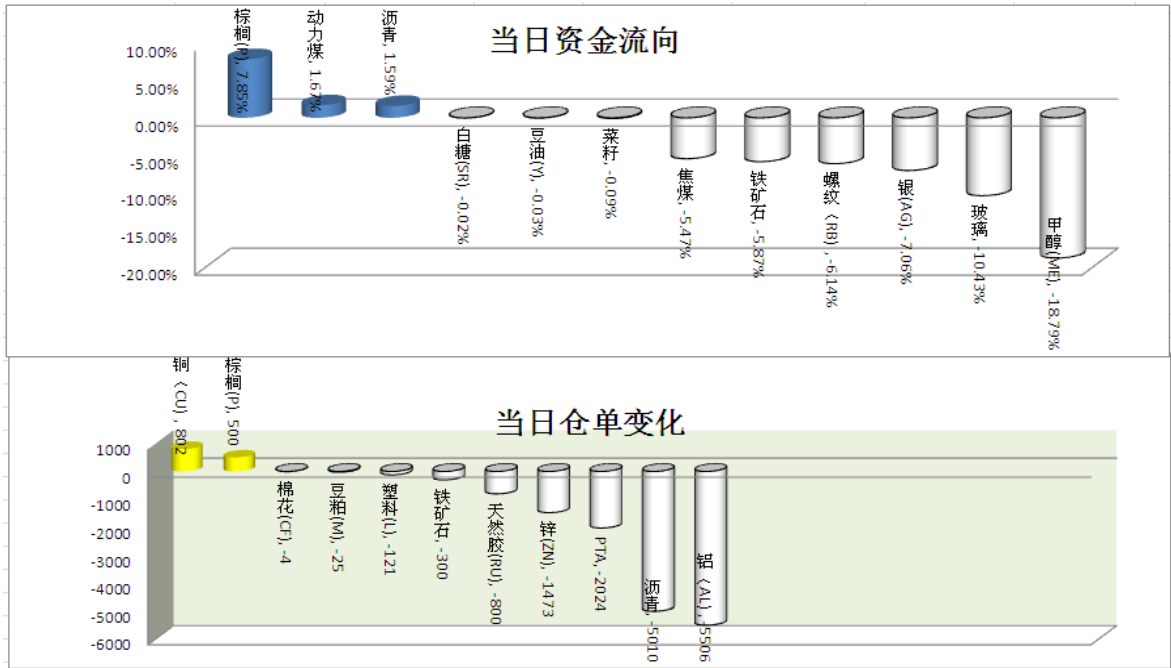 当日资金流向
10.00%
5.00%
0.00%
-5.00%
-10.00%
-15.00%
-20.00%
棕榈(P), 7.85%
动力煤, 1.67%
沥青, 1.59%
白糖(SR), -0.02%
豆油(Y), -0.03%
菜籽, -0.09%
焦煤, -5.47%
铁矿石, -5.87%
螺纹（RB）, -6.14%
银(AG), -7.06%
玻璃, -10.43%
甲醇(ME), -18.79%
当日仓单变化
1000
0
-1000
-2000
-3000
-4000
-5000
-6000
铜（CU）, 802
棕榈(P), 500
棉花(CF), -4
豆粕(M), -25
塑料(L), -121
铁矿石, -300
天然胶(RU), -800
锌(ZN), -1473
PTA, -2024
沥青, -5010
铝（AL）, -5506